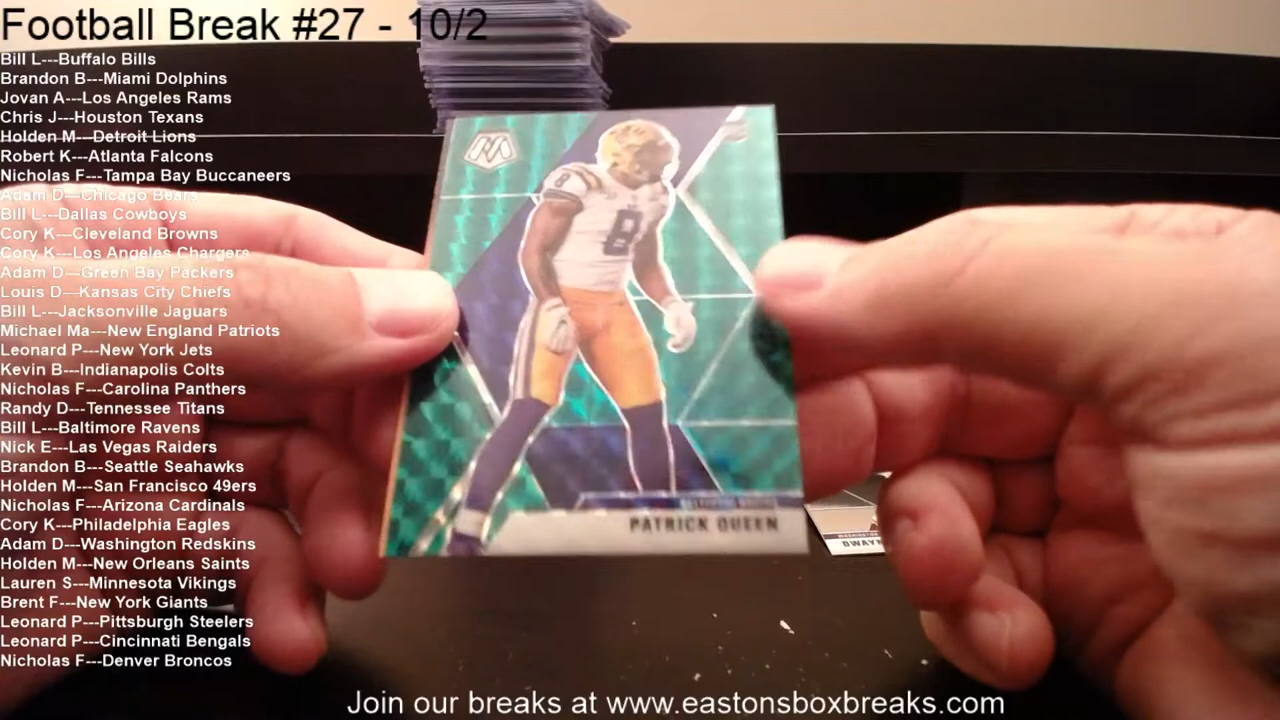 Football Break #27 - 10/2
Bill L---Buffalo Bills
Brandon B---Miami Dolphins
Jovan A---Los Angeles Rams
Chris J---Houston Texans
Holden M---Detroit Lions
Robert K---Atlanta Falcons
Nicholas F---Tampa Bay Buccaneers
Adam D---Chicago Bears
Bill L---Dallas Cowboys
Cory K---Cleveland Browns
Cory K---Los Angeles Chargers
Adam D---Green Bay Packers
Louis D---Kansas City Chiefs
Bill L---Jacksonville Jaguars
Michael Ma---New England Patriots
Leonard P---New York Jets
Kevin B---Indianapolis Colts
Nicholas F---Carolina Panthers
Randy D---Tennessee Titans
Bill L---Baltimore Ravens
Nick E---Las Vegas Raiders
Brandon B---Seattle Seahawks
Holden M---San Francisco 49ers
Nicholas F---Arizona Cardinals
Cory K---Philadelphia Eagles
Adam D---Washington Redskins
Holden M---New Orleans Saints
Lauren S---Minnesota Vikings
Brent F---New York Giants
Leonard P---Pittsburgh Steelers
Leonard P---Cincinnati Bengals
Nicholas F---Denver Broncos
M
8
8
PATRICK QUEEN
WASHINGTON
DWAYN
Join our breaks at www.eastonsboxbreaks.com